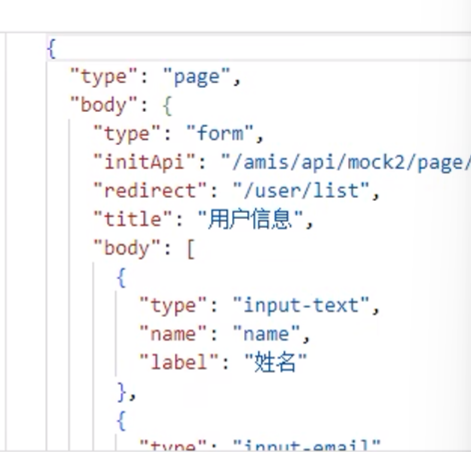 {
"type": "page",
"body": {
"type": "form",
"initApi": "/amis/api/mock2/page/
"redirect": "/user/list",
"title": "用户信息",
"body": [
{
"type": "input-text",
"name": "name",
"label": "姓名"
},
{
"type": "input-email"